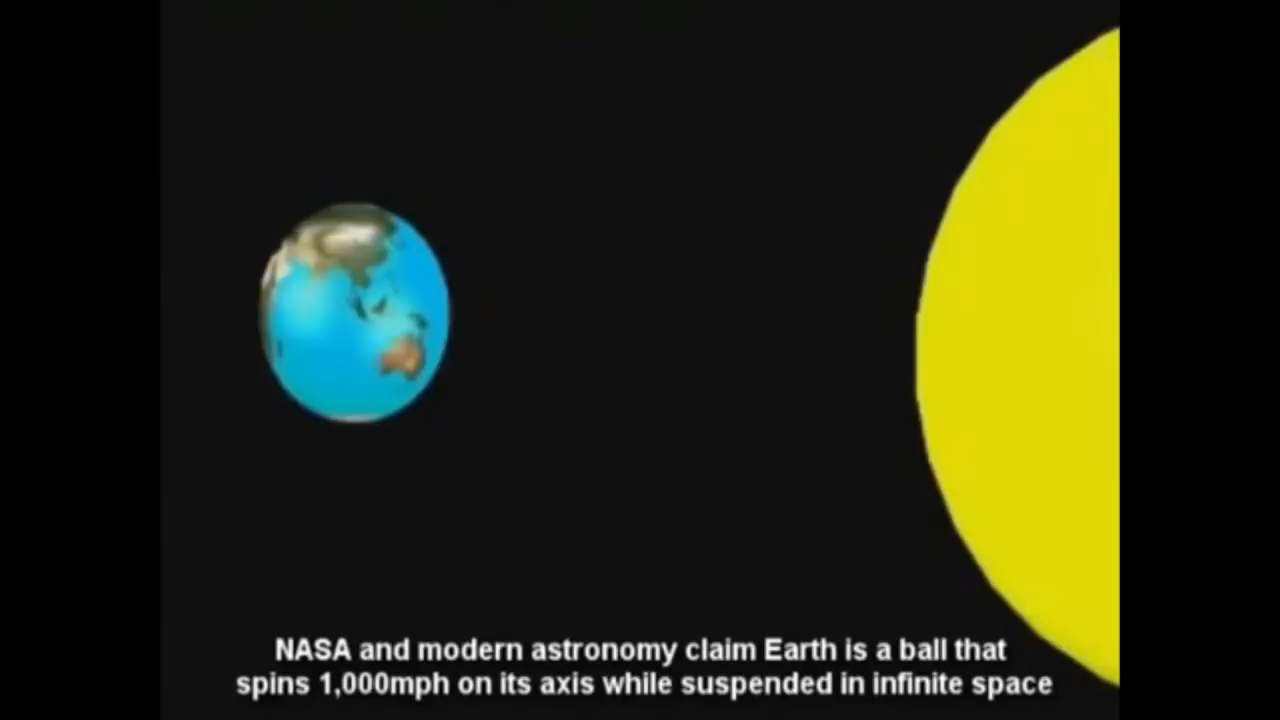 NASA and modern astronomy claim Earth is a ball that
spins 1,000mph on its axis while suspended in infinite space